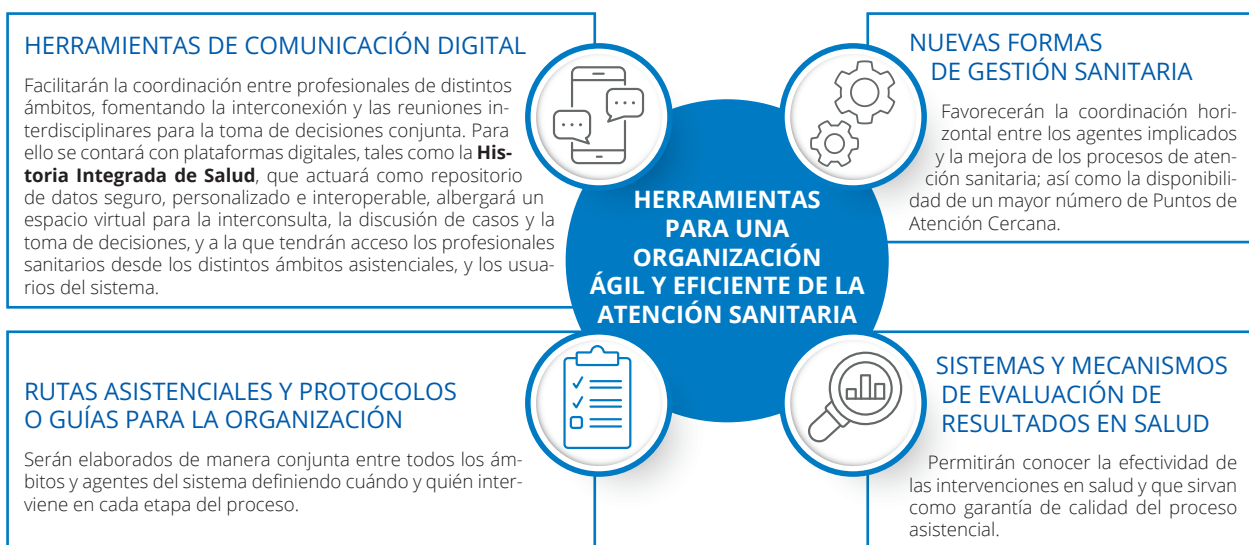 HERRAMIENTAS DE COMUNICACIÓN DIGITAL
Facilitarán la coordinación entre profesionales de distintos
ámbitos, fomentando la interconexión y las reuniones in-
terdisciplinares para la toma de decisiones conjunta. Para
ello se contará con plataformas digitales, tales como la His-
toria Integrada de Salud, que actuará como repositorio
de datos seguro, personalizado e interoperable, albergará un
espacio virtual para la interconsulta, la discusión de casos y la
toma de decisiones, y a la que tendrán acceso los profesionales
sanitarios desde los distintos ámbitos asistenciales, y los usua-
rios del sistema.
NUEVAS FORMAS
DE GESTIÓN SANITARIA
Favorecerán la coordinación hori-
zontal entre los agentes implicados
y la mejora de los procesos de aten-
ción sanitaria; así como la disponibili-
dad de un mayor número de Puntos de
Atención Cercana.
HERRAMIENTAS
PARA UNA
ORGANIZACIÓN
ÁGIL Y EFICIENTE DE LA
ATENCIÓN SANITARIA
RUTAS ASISTENCIALES Y PROTOCOLOS
O GUÍAS PARA LA ORGANIZACIÓN
Serán elaborados de manera conjunta entre todos los ám-
bitos y agentes del sistema definiendo cuándo y quién inter-
viene en cada etapa del proceso.
SISTEMAS Y MECANISMOS
DE EVALUACIÓN DE
RESULTADOS EN SALUD
Permitirán conocer la efectividad de
las intervenciones en salud y que sirvan
como garantía de calidad del proceso
asistencial.